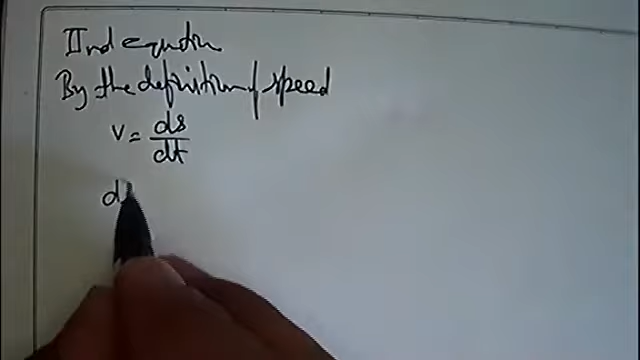 IInd equation
By the definition of speed
v = ds/dt
d